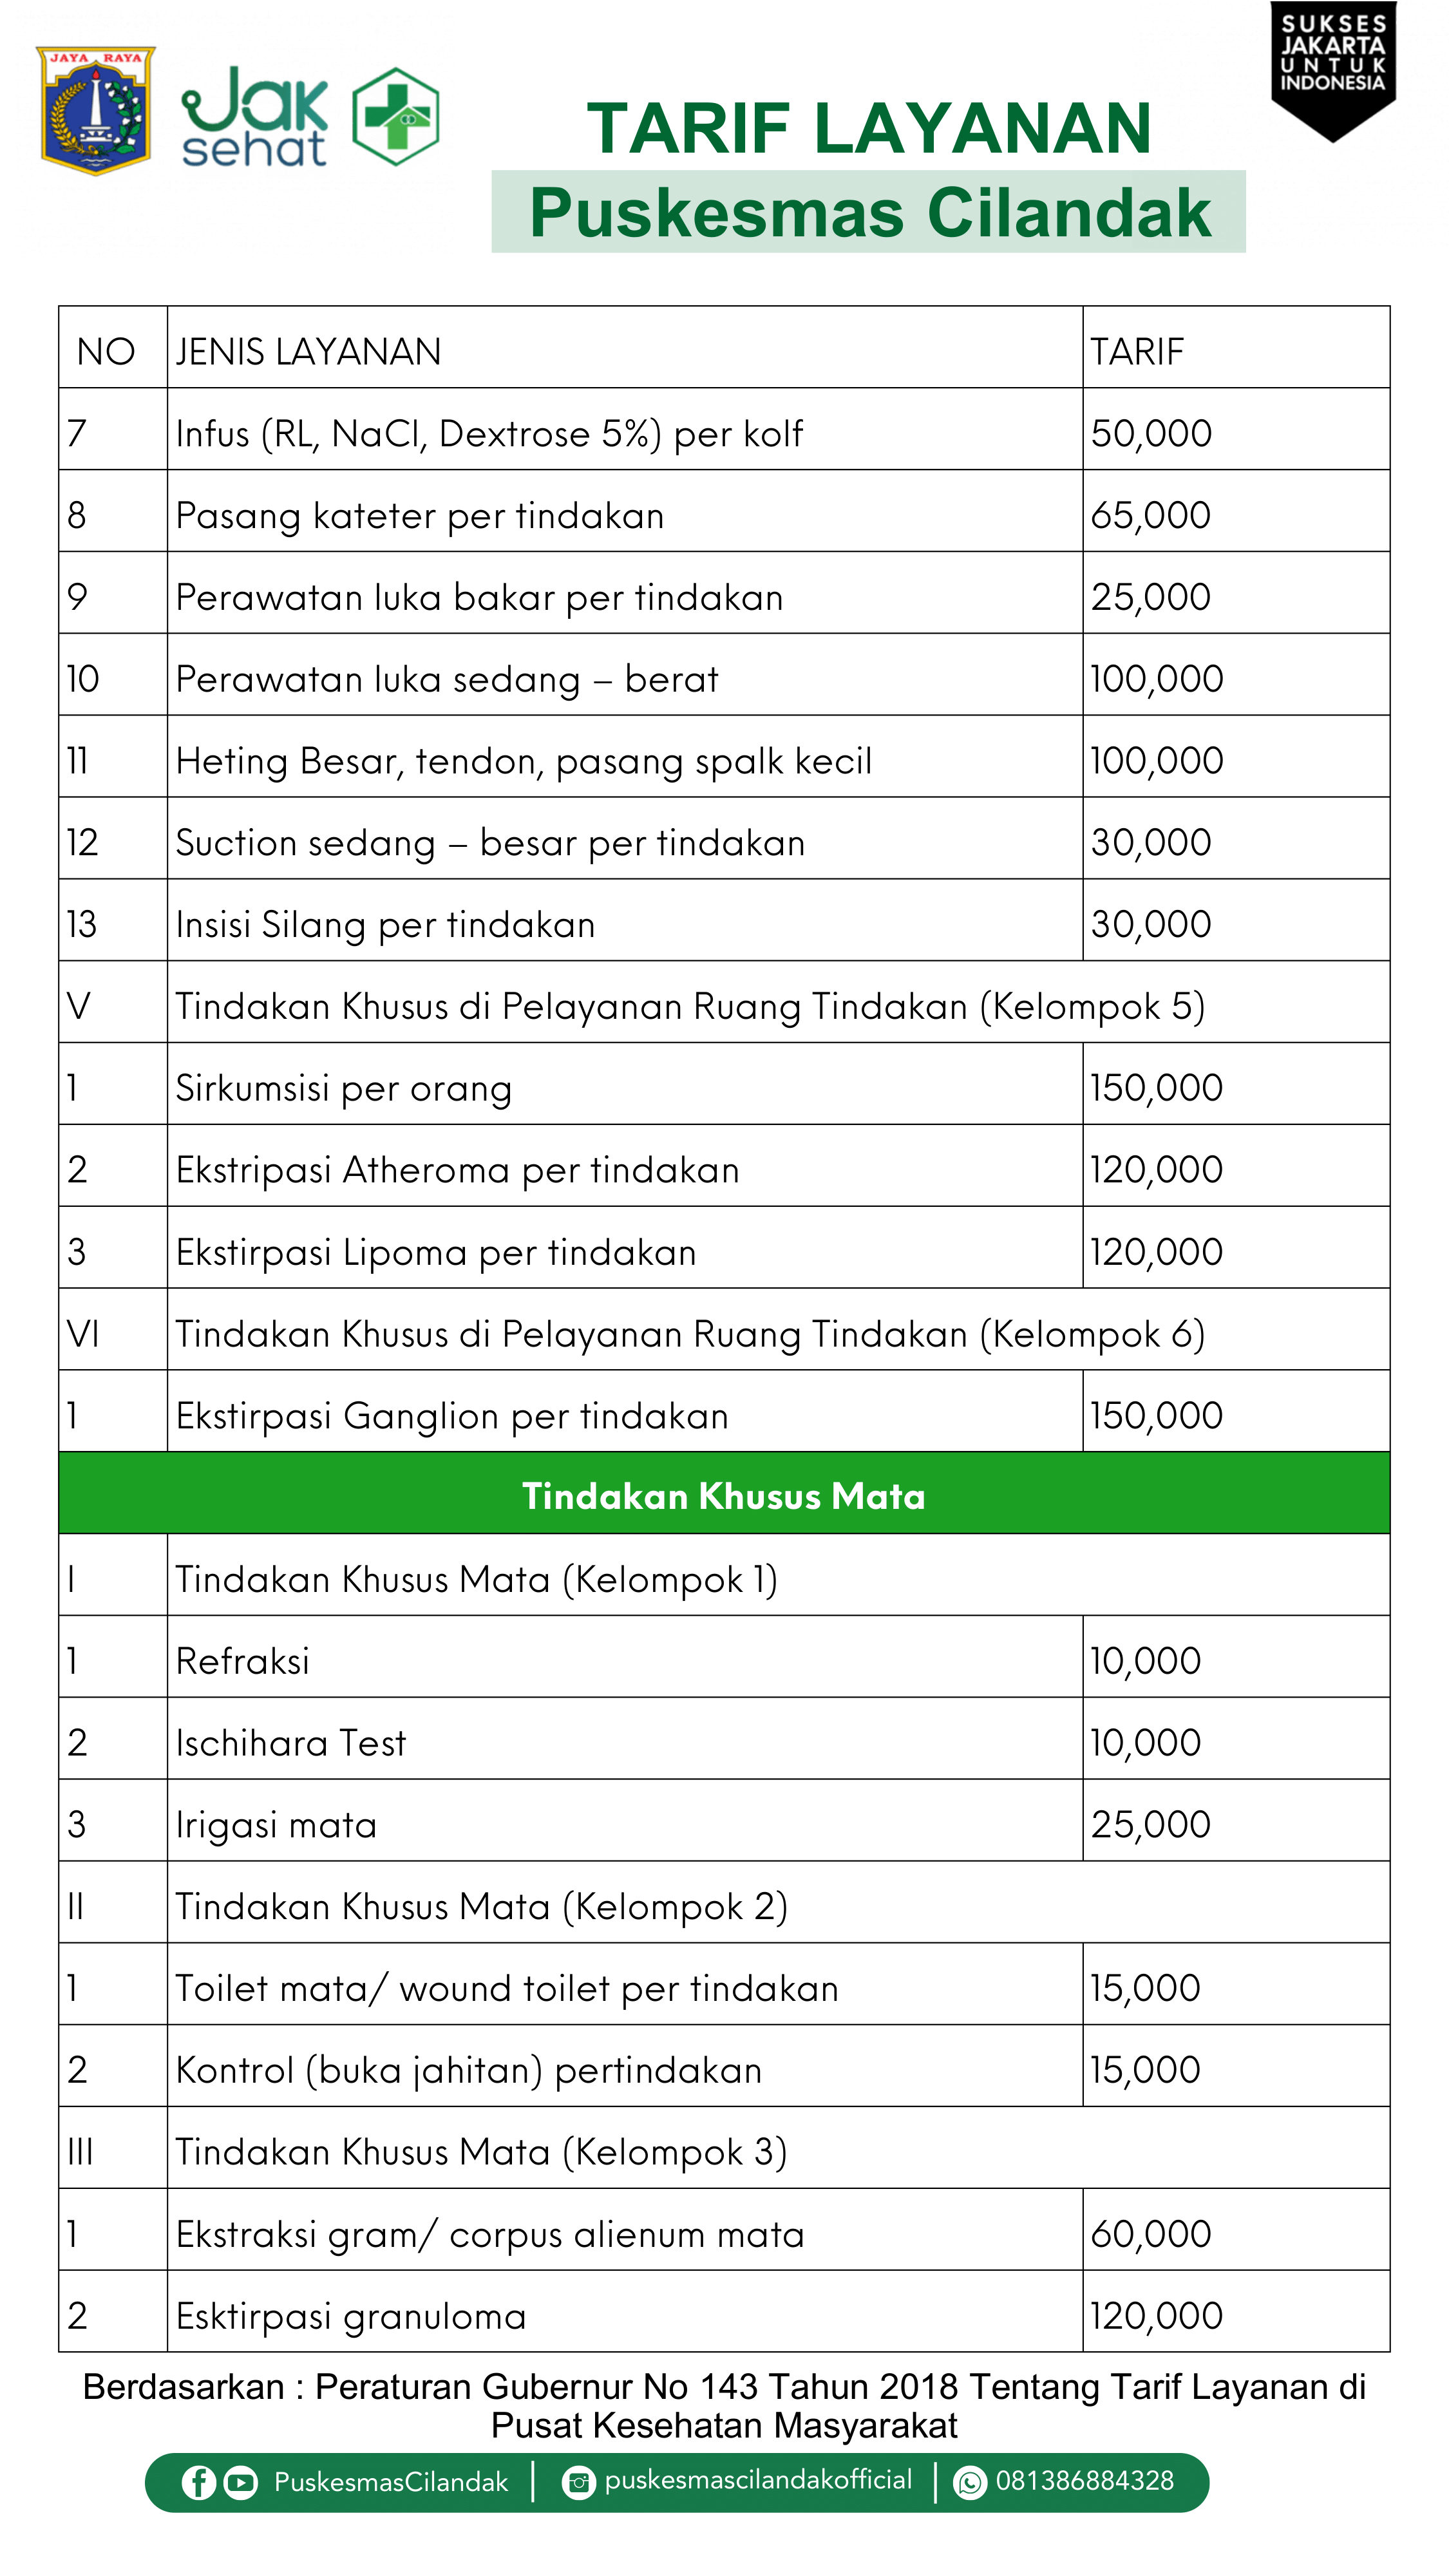 JAYA RAYA
Jak
sehat
SUKSES
JAKARTA
UNTUK
INDONESIA
TARIF LAYANAN
Puskesmas Cilandak
NO JENIS LAYANAN TARIF
7 Infus (RL, NaCl, Dextrose 5%) per kolf 50,000
8 Pasang kateter per tindakan 65,000
9 Perawatan luka bakar per tindakan 25,000
10 Perawatan luka sedang – berat 100,000
11 Heting Besar, tendon, pasang spalk kecil 100,000
12 Suction sedang – besar per tindakan 30,000
13 Insisi Silang per tindakan 30,000
V Tindakan Khusus di Pelayanan Ruang Tindakan (Kelompok 5)
1 Sirkumsisi per orang 150,000
2 Ekstripasi Atheroma per tindakan 120,000
3 Ekstirpasi Lipoma per tindakan 120,000
VI Tindakan Khusus di Pelayanan Ruang Tindakan (Kelompok 6)
1 Ekstirpasi Ganglion per tindakan 150,000
Tindakan Khusus Mata
I Tindakan Khusus Mata (Kelompok 1)
1 Refraksi 10,000
2 Ischihara Test 10,000
3 Irigasi mata 25,000
II Tindakan Khusus Mata (Kelompok 2)
1 Toilet mata/ wound toilet per tindakan 15,000
2 Kontrol (buka jahitan) pertindakan 15,000
III Tindakan Khusus Mata (Kelompok 3)
1 Ekstraksi gram/ corpus alienum mata 60,000
2 Esktirpasi granuloma 120,000
Berdasarkan : Peraturan Gubernur No 143 Tahun 2018 Tentang Tarif Layanan di
Pusat Kesehatan Masyarakat
PuskesmasCilandak | puskesmascilandakofficial | 081386884328